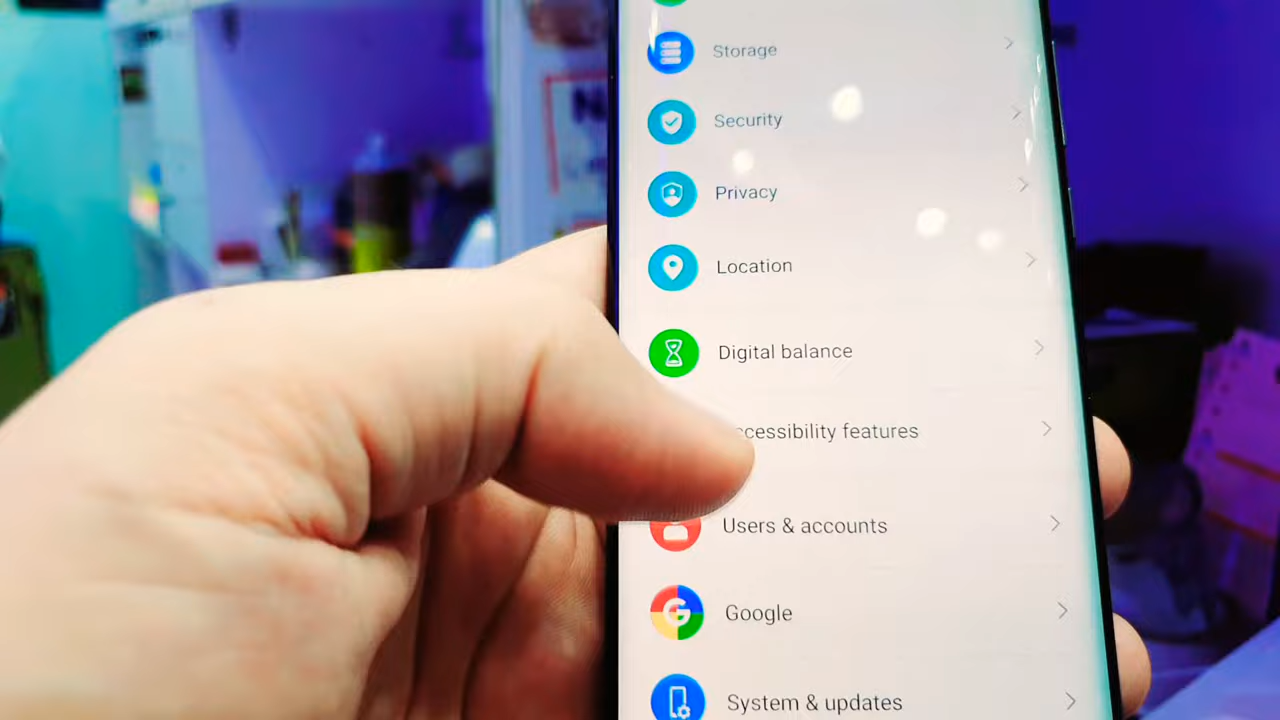 Storage
Security
Privacy
Location
Digital balance
ccessibility features
Users & accounts
Google
System & updates